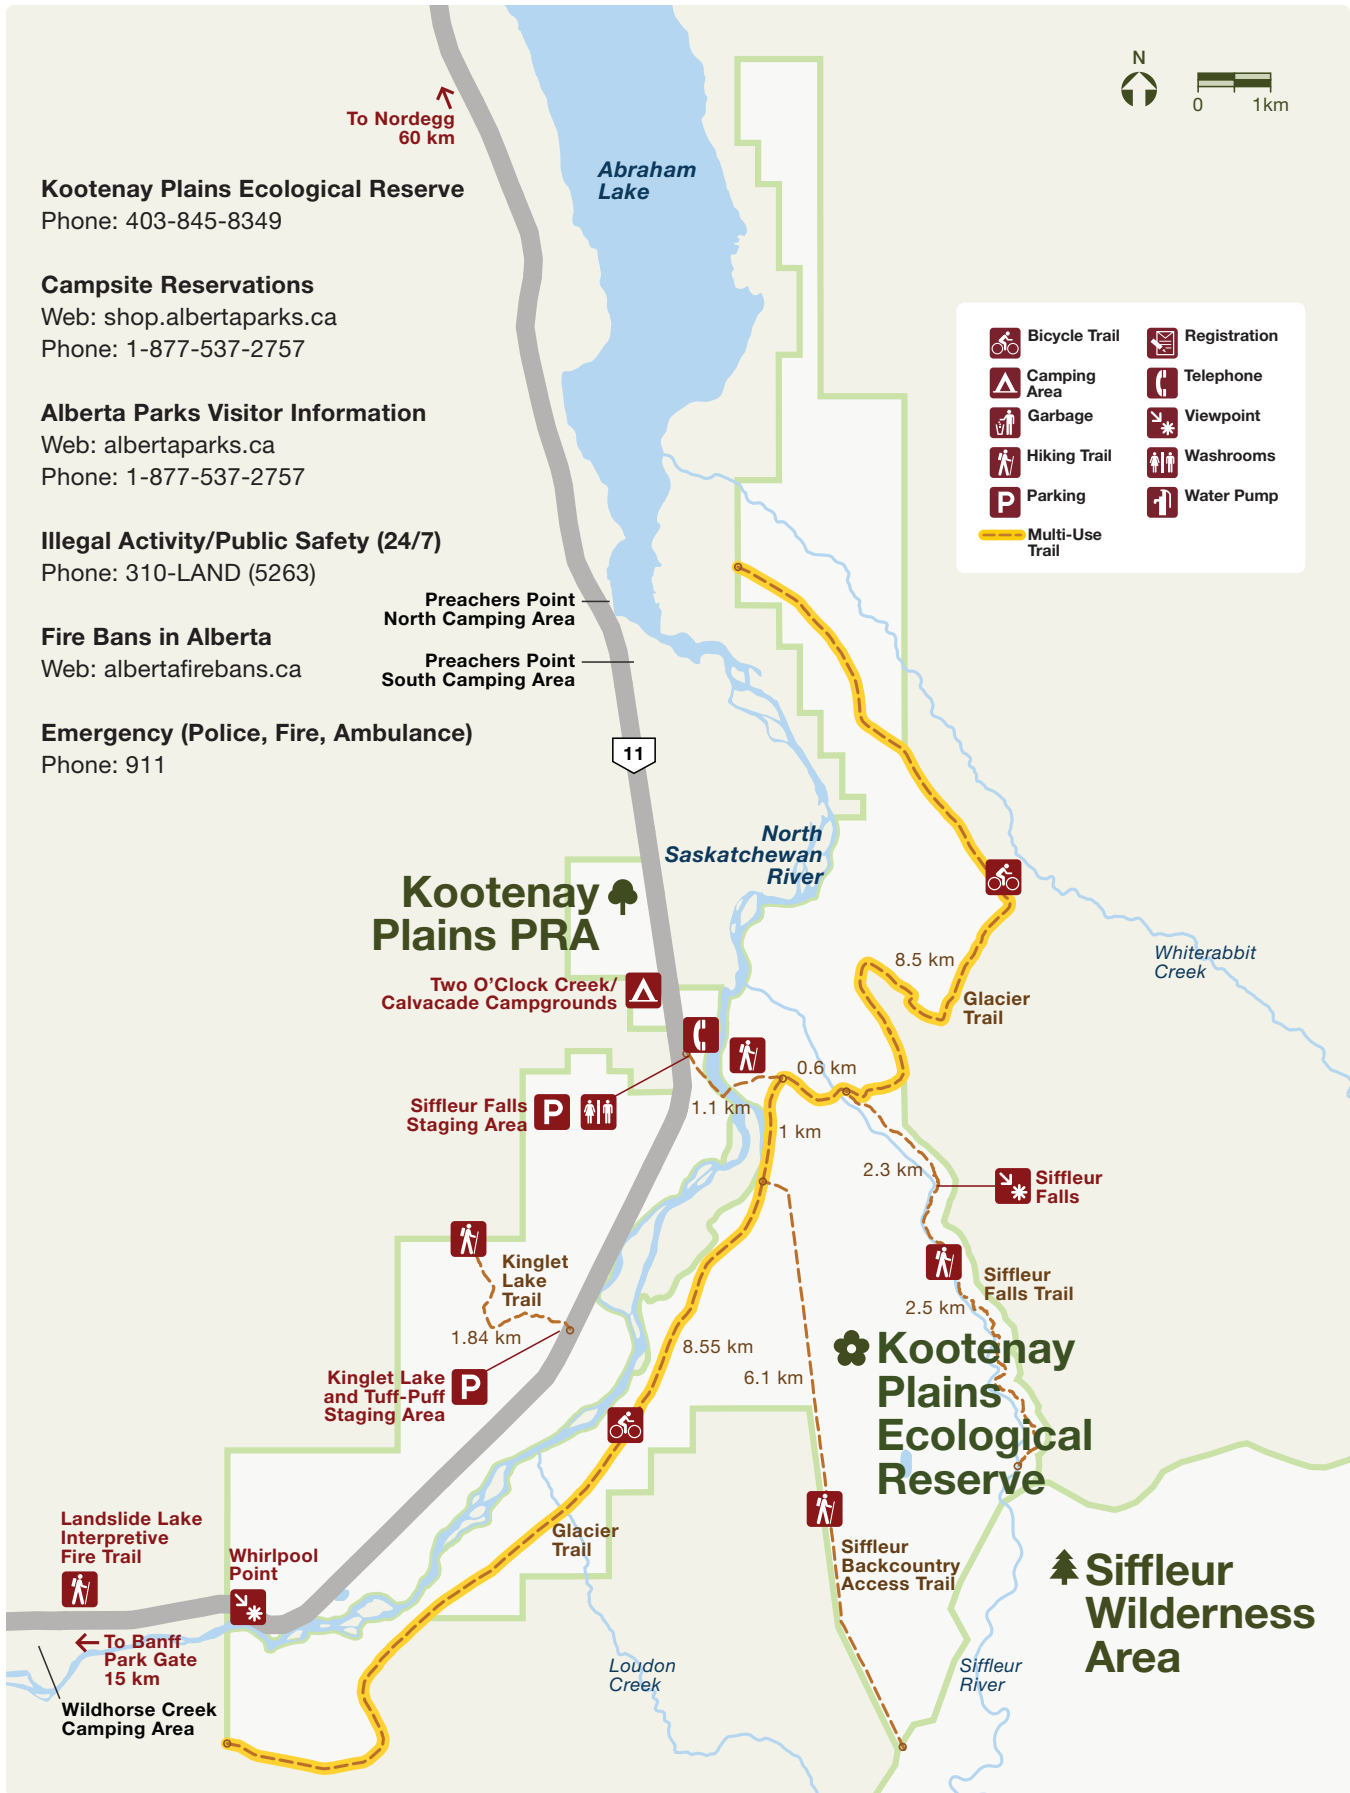 N
0 1km
To Nordegg
60 km
Abraham
Lake
Kootenay Plains Ecological Reserve
Phone: 403-845-8349
Campsite Reservations
Web: shop.albertaparks.ca
Phone: 1-877-537-2757
Alberta Parks Visitor Information
Web: albertaparks.ca
Phone: 1-877-537-2757
Illegal Activity/Public Safety (24/7)
Phone: 310-LAND (5263)
Fire Bans in Alberta
Web: albertafirebans.ca
Emergency (Police, Fire, Ambulance)
Phone: 911
Bicycle Trail
Camping
Area
Garbage
Hiking Trail
P
Parking
Multi-Use
Trail
Registration
Telephone
Viewpoint
Washrooms
Water Pump
Preachers Point
North Camping Area
Preachers Point
South Camping Area
11
North
Saskatchewan
River
Kootenay
Plains PRA
Two O'Clock Creek/
Calvacade Campgrounds
8.5 km
Glacier
Trail
Whiterabbit
Creek
0.6 km
1.1 km
1 km
Siffleur Falls
Staging Area
P
2.3 km
Siffleur
Falls
Kinglet
Lake
Trail
1.84 km
Siffleur
Falls Trail
2.5 km
8.55 km
6.1 km
Kinglet Lake
and Tuff-Puff
Staging Area
P
Kootenay
Plains
Ecological
Reserve
Landslide Lake
Interpretive
Fire Trail
Whirlpool
Point
Glacier
Trail
Siffleur
Backcountry
Access Trail
Siffleur
Wilderness
Area
To Banff
Park Gate
15 km
Wildhorse Creek
Camping Area
Loudon
Creek
Siffleur
River